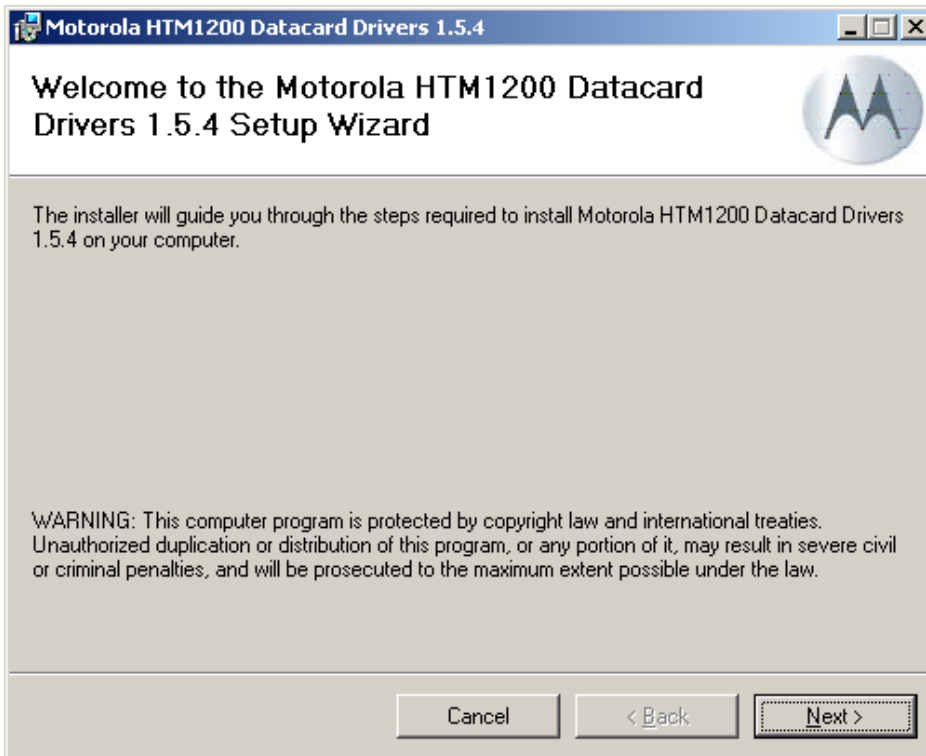 Motorola HTM1200 Datacard Drivers 1.5.4
Welcome to the Motorola HTM1200 Datacard
Drivers 1.5.4 Setup Wizard
The installer will guide you through the steps required to install Motorola HTM1200 Datacard Drivers
1.5.4 on your computer.
WARNING: This computer program is protected by copyright law and international treaties.
Unauthorized duplication or distribution of this program, or any portion of it, may result in severe civil
or criminal penalties, and will be prosecuted to the maximum extent possible under the law.
Cancel
< Back
Next >